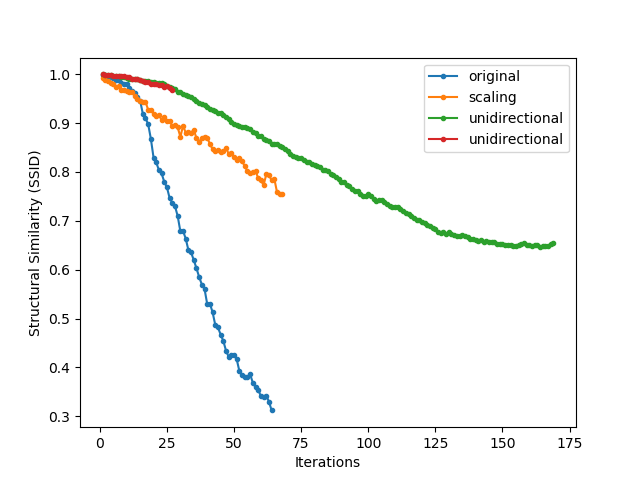 original
scaling
unidirectional
unidirectional
1.0
0.9
0.8
0.7
0.6
0.5
0.4
0.3
Structural Similarity (SSID)
0 25 50 75 100 125 150 175
Iterations